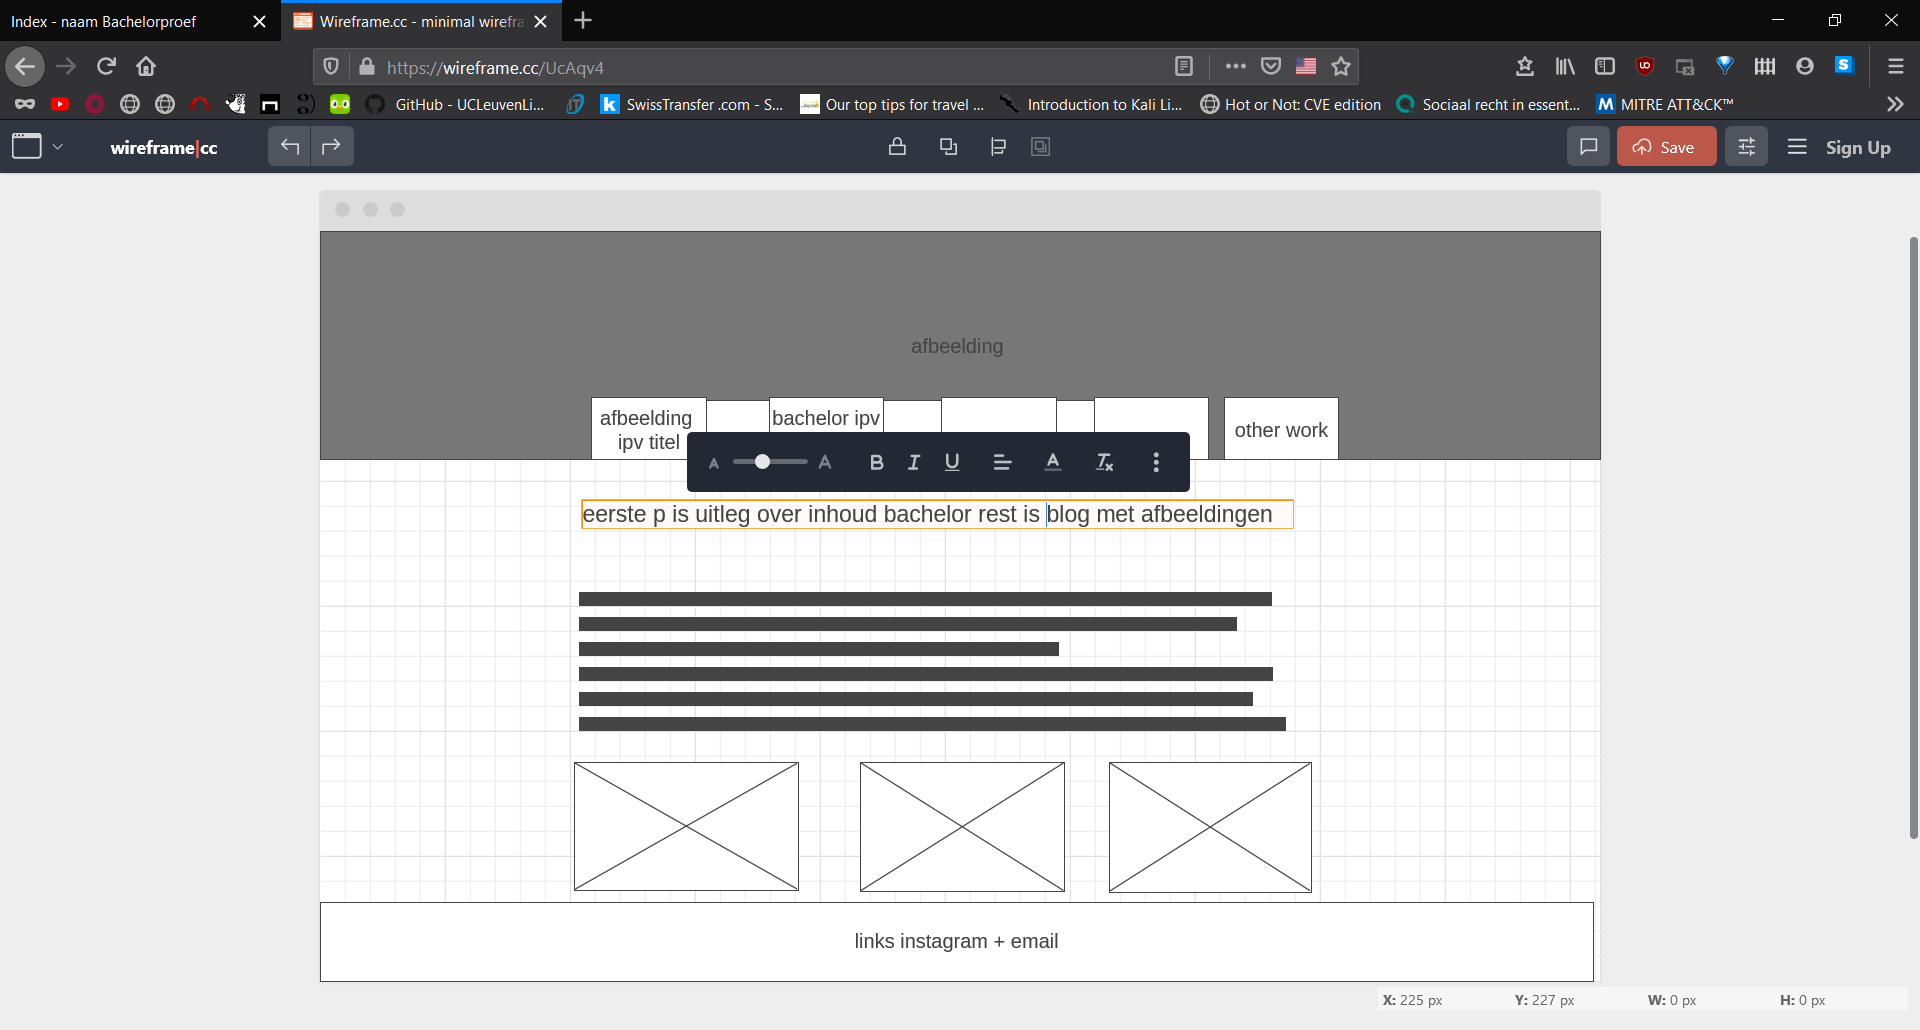 Index - naam Bachelorproef
Wireframe.cc - minimal wirefra
https://wireframe.cc/UcAqv4
GitHub - UCLeuvenLi...
SwissTransfer .com - S...
Our top tips for travel ...
Introduction to Kali Li...
Hot or Not: CVE edition
Sociaal recht in essent...
MITRE ATT&CK™
wireframe|cc
Save
Sign Up
afbeelding
afbeelding
ipv titel
bachelor ipv
other work
A A B I U A Tx
eerste p is uitleg over inhoud bachelor rest is blog met afbeeldingen
links instagram + email
X: 225 px Y: 227 px W: 0 px H: 0 px